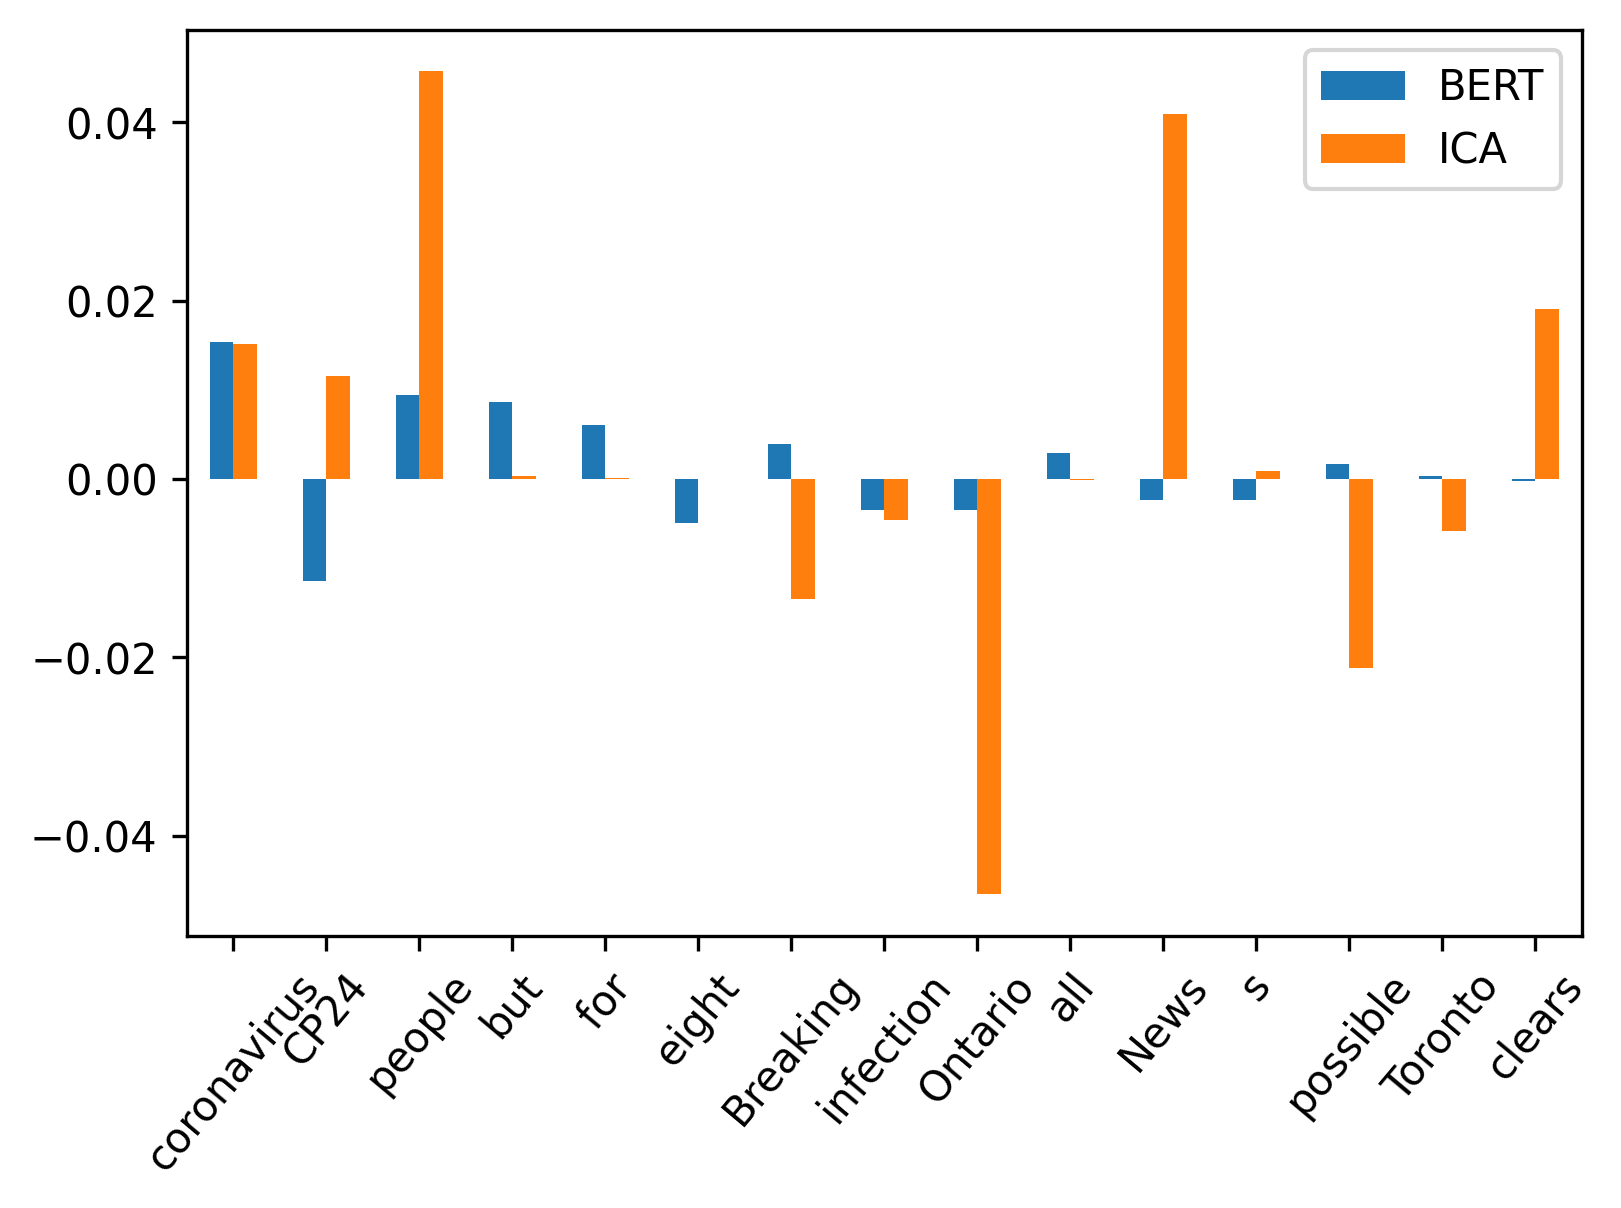 BERT
ICA
0.04
0.02
0.00
−0.02
−0.04
coronavirus
CP24
people
but
for
eight
Breaking
infection
Ontario
all
News
s
possible
Toronto
clears